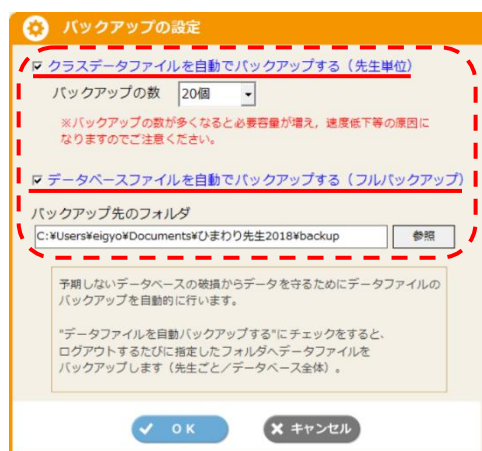 バックアップの設定
クラスデータファイルを自動でバックアップする（先生単位）
バックアップの数 20個
※バックアップの数が多くなると必要容量が増え，速度低下等の原因に
なりますのでご注意ください。
データベースファイルを自動でバックアップする（フルバックアップ）
バックアップ先のフォルダ
C:¥Users¥eigyo¥Documents¥ひまわり先生2018¥backup 参照
予期しないデータベースの破損からデータを守るためにデータファイルの
バックアップを自動的に行います。
"データファイルを自動バックアップする"にチェックをすると、
ログアウトするたびに指定したフォルダへデータファイルを
バックアップします（先生ごと／データベース全体）。
OK キャンセル